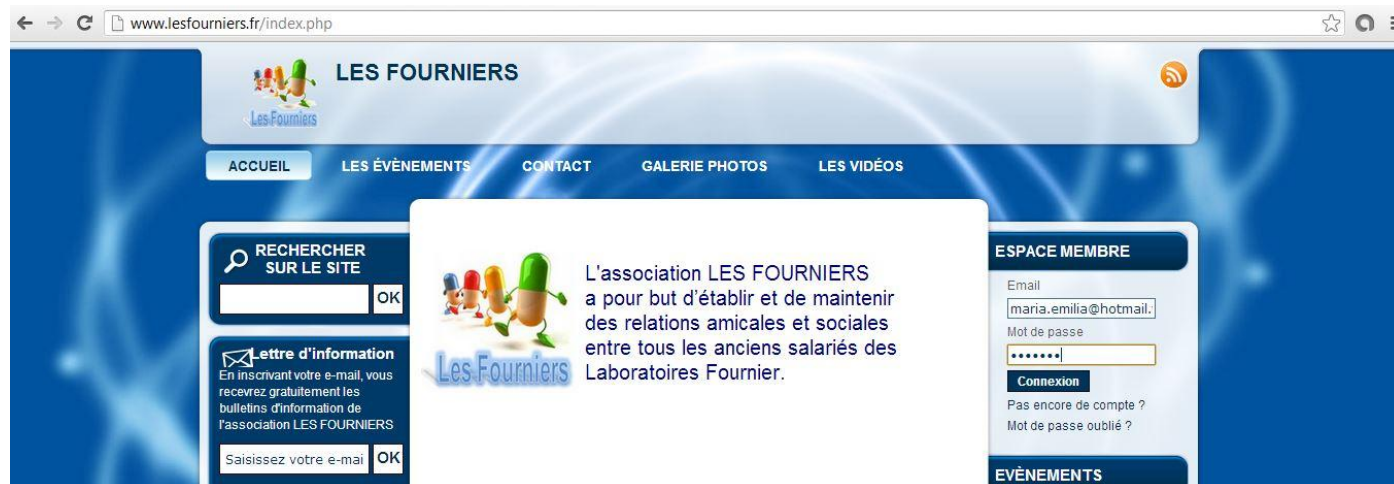 www.lesfourniers.fr/index.php
LES FOURNIERS
Les Fourniers
ACCUEIL LES ÉVÈNEMENTS CONTACT GALERIE PHOTOS LES VIDÉOS
RECHERCHER
SUR LE SITE
OK
Lettre d'information
En inscrivant votre e-mail, vous
recevrez gratuitement les
bulletins d'information de
l'association LES FOURNIERS
Saisissez votre e-mai OK
Les Fourniers
L'association LES FOURNIERS
a pour but d'établir et de maintenir
des relations amicales et sociales
entre tous les anciens salariés des
Laboratoires Fournier.
ESPACE MEMBRE
Email
maria.emilia@hotmail.
Mot de passe
•••••••
Connexion
Pas encore de compte ?
Mot de passe oublié ?
EVÈNEMENTS